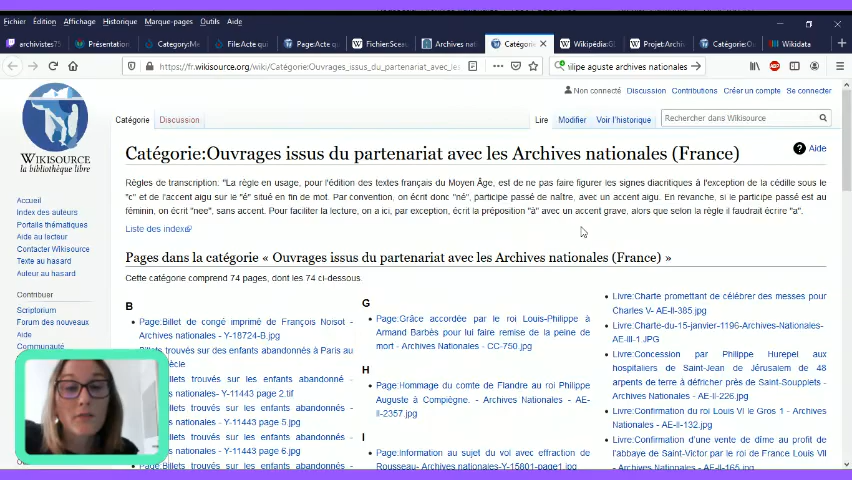 Fichier Édition Affichage Historique Marque-pages Outils Aide
archivistes75 Présentation Category:Me File:Acte qui Page:Acte q Fichier:Sceau Archives nat Catégorie × Wikipédia:GL Projet:Archiv Catégorie:Ou Wikidata
https://fr.wikisource.org/wiki/Catégorie:Ouvrages_issus_du_partenariat_avec_les
ilipe aguste archives nationales
Non connecté Discussion Contributions Créer un compte Se connecter
Catégorie Discussion Lire Modifier Voir l'historique Rechercher dans Wikisource
WIKISOURCE
la bibliothèque libre
Catégorie:Ouvrages issus du partenariat avec les Archives nationales (France)
Aide
Règles de transcription: "La règle en usage, pour l'édition des textes français du Moyen Âge, est de ne pas faire figurer les signes diacritiques à l'exception de la cédille sous le
"c" et de l'accent aigu sur le "é" situé en fin de mot. Par convention, on écrit donc "né", participe passé de naître, avec un accent aigu. En revanche, si le participe passé est au
féminin, on écrit "nee", sans accent. Pour faciliter la lecture, on a ici, par exception, écrit la préposition "à" avec un accent grave, alors que selon la règle il faudrait écrire "a".
Liste des index
Pages dans la catégorie « Ouvrages issus du partenariat avec les Archives nationales (France) »
Cette catégorie comprend 74 pages, dont les 74 ci-dessous.
Accueil
Index des auteurs
Portails thématiques
Aide au lecteur
Contacter Wikisource
Texte au hasard
Auteur au hasard
Contribuer
Scriptorium
Forum des nouveaux
Aide
Communauté
B
Page:Billet de congé imprimé de François Noisot -
Archives nationales - Y-18724-B.jpg
Billets trouvés sur des enfants abandonnés à Paris au
siècle
llets trouvés sur les enfants abandonné -
nationales - Y-11443 page 2.tif
illets trouvés sur les enfants abandonné -
nationales - Y-11443 page 5.jpg
illets trouvés sur les enfants abandonné -
nationales - Y-11443 page 6.jpg
Page:Billets trouvés sur les enfants abandonné -
G
Page:Grâce accordée par le roi Louis-Philippe à
Armand Barbès pour lui faire remise de la peine de
mort - Archives Nationales - CC-750.jpg
H
Page:Hommage du comte de Flandre au roi Philippe
Auguste à Compiègne. - Archives Nationales - AE-
II-2357.jpg
I
Page:Information au sujet du vol avec effraction de
Rousseau- Archives nationales-Y-15801-page1.jpg
Livre:Charte promettant de célébrer des messes pour
Charles V- AE-II-385.jpg
Livre:Charte-du-15-janvier-1196-Archives-Nationales-
AE-III-1.JPG
Livre:Concession par Philippe Hurepel aux
hospitaliers de Saint-Jean de Jérusalem de 48
arpents de terre à défricher près de Saint-Soupplets -
Archives Nationales - AE-II-226.jpg
Livre:Confirmation du roi Louis VI le Gros 1 - Archives
Nationales - AE-II-132.jpg
Livre:Confirmation d'une vente de dîme au profit de
l'abbaye de Saint-Victor par le roi de France Louis VII
- Archives Nationales - AE-II-165.jpg